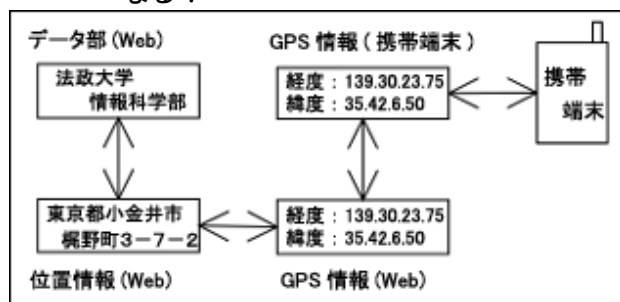 データ部(Web)
GPS 情報(携帯端末)
法政大学
情報科学部
経度:139.30.23.75
緯度:35.42.6.50
携帯
端末
東京都小金井市
梶野町3-7-2
経度:139.30.23.75
緯度:35.42.6.50
位置情報(Web)
GPS 情報(Web)